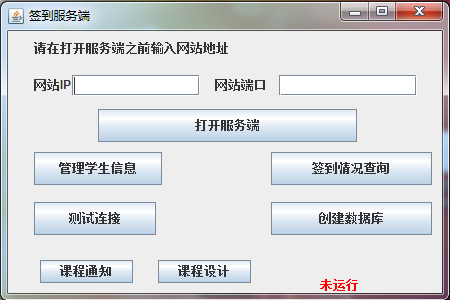 签到服务端
请在打开服务端之前输入网站地址
网站IP 网站端口
打开服务端
管理学生信息 签到情况查询
测试连接 创建数据库
课程通知 课程设计
未运行